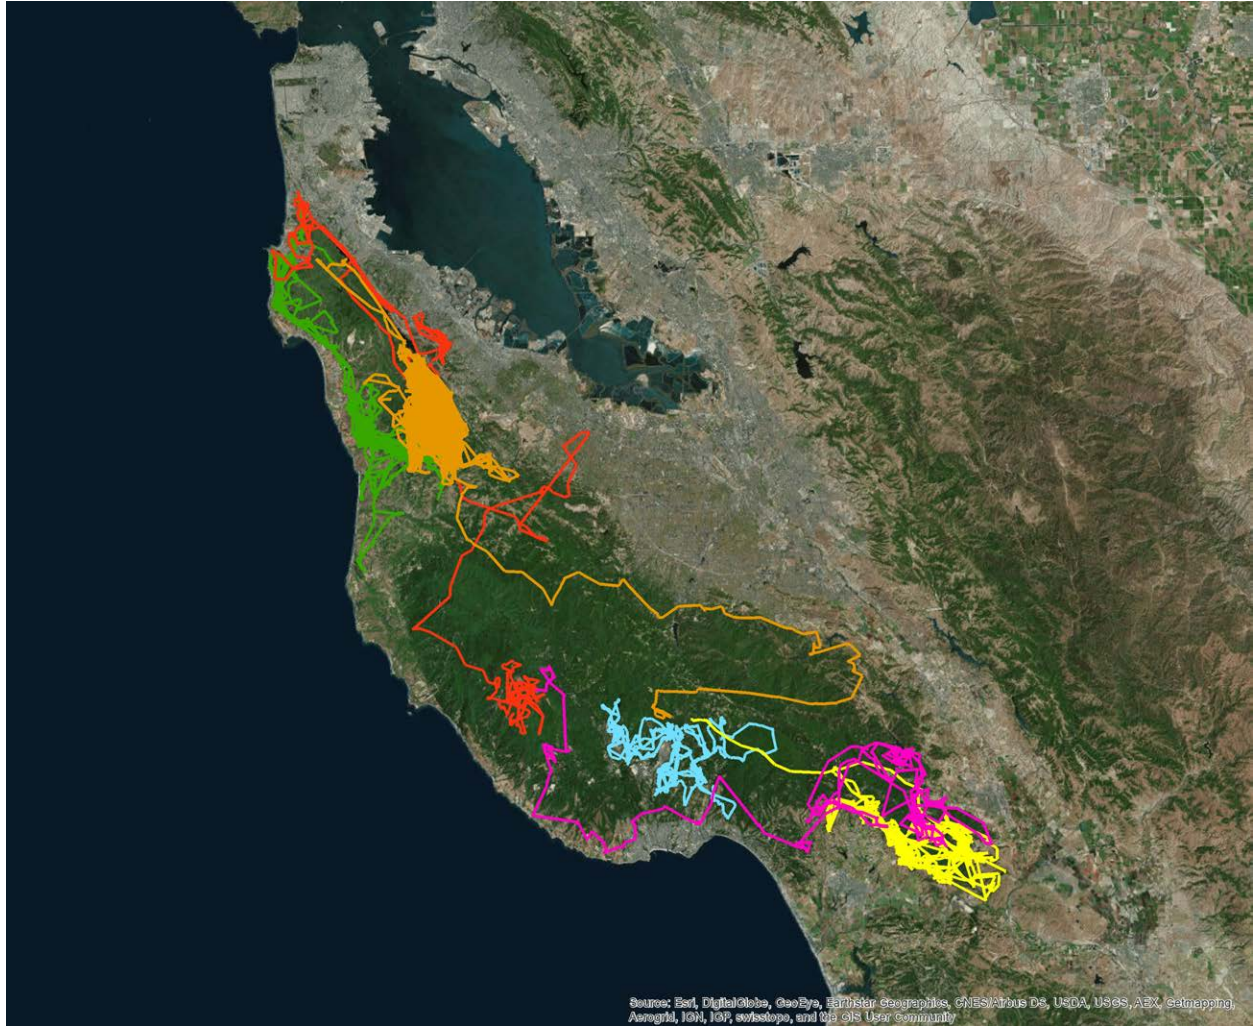 Source: Esri, DigitalGlobe, GeoEye, Earthstar Geographics, CNES/Airbus DS, USDA, USGS, AEX, Getmapping,
Aerogrid, IGN, IGP, swisstopo, and the GIS User Community